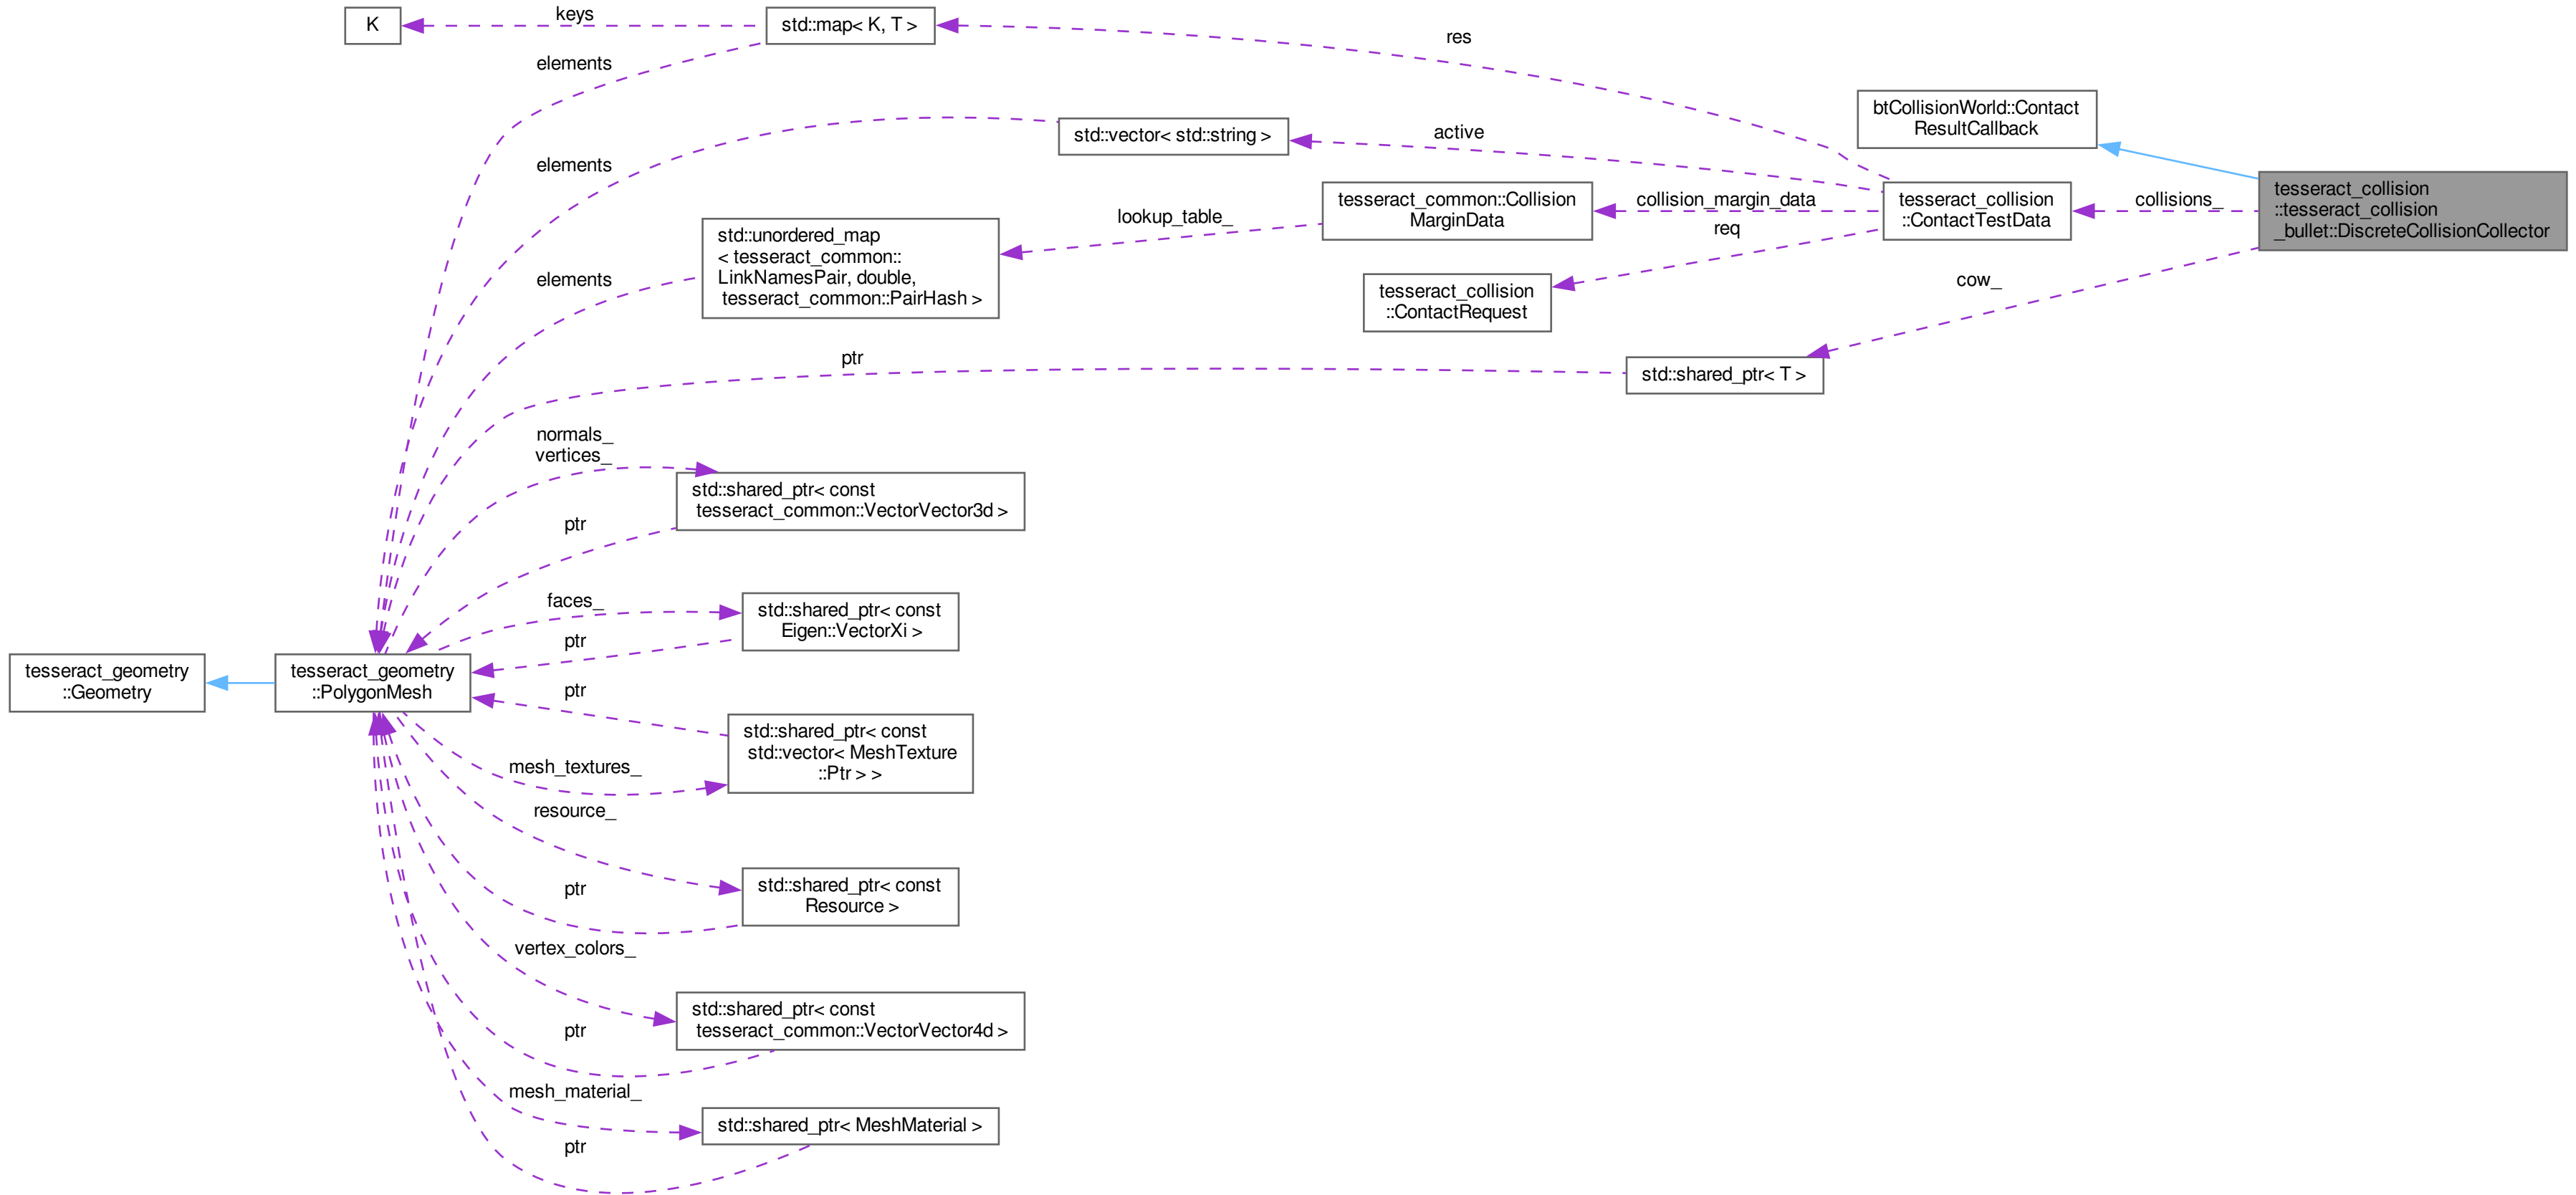 K
keys
std::map< K, T >
res
elements
btCollisionWorld::Contact
ResultCallback
std::vector< std::string >
active
elements
tesseract_collision
::tesseract_collision
_bullet::DiscreteCollisionCollector
collisions_
tesseract_collision
::ContactTestData
collision_margin_data
req
tesseract_common::Collision
MarginData
lookup_table_
std::unordered_map
< tesseract_common::
LinkNamesPair, double,
tesseract_common::PairHash >
elements
tesseract_collision
::ContactRequest
cow_
ptr
std::shared_ptr< T >
normals_
vertices_
std::shared_ptr< const
tesseract_common::VectorVector3d >
ptr
faces_
std::shared_ptr< const
Eigen::VectorXi >
ptr
tesseract_geometry
::Geometry
tesseract_geometry
::PolygonMesh
ptr
std::shared_ptr< const
std::vector< MeshTexture
::Ptr > >
mesh_textures_
resource_
std::shared_ptr< const
Resource >
ptr
vertex_colors_
std::shared_ptr< const
tesseract_common::VectorVector4d >
ptr
mesh_material_
std::shared_ptr< MeshMaterial >
ptr